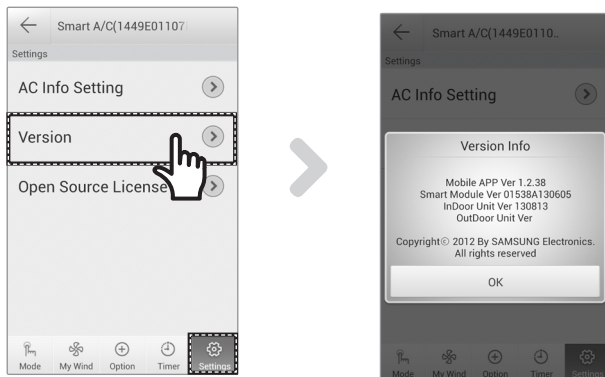 Smart A/C(1449E01107)
Settings
AC Info Setting
Version
Open Source License
Mode
My Wind
Option
Timer
Settings
Smart A/C(1449E0110..
Settings
AC Info Setting
Version Info
Mobile APP Ver 1.2.38
Smart Module Ver 01538A130605
InDoor Unit Ver 130813
OutDoor Unit Ver
Copyright© 2012 By SAMSUNG Electronics.
All rights reserved
OK
Mode
My Wind
Option
Timer
Settings